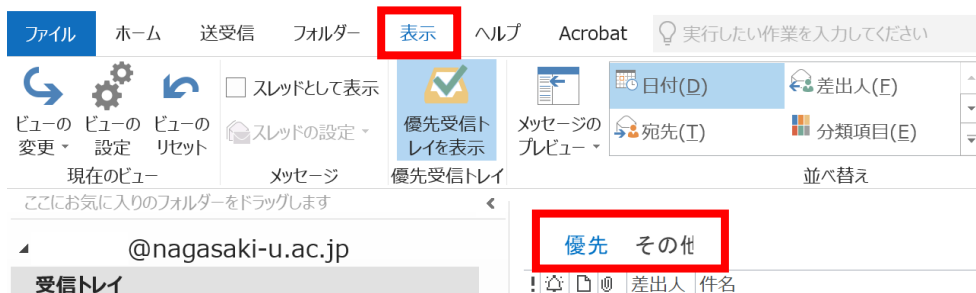 ファイル ホーム 送受信 フォルダー 表示 ヘルプ Acrobat 実行したい作業を入力してください
ビューの変更 ビューの設定 ビューのリセット
現在のビュー
スレッドとして表示
スレッドの設定
メッセージ
優先受信トレイを表示
優先受信トレイ
メッセージのプレビュー
日付(D) 差出人(F)
宛先(T) 分類項目(E)
並べ替え
ここにお気に入りのフォルダーをドラッグします
@nagasaki-u.ac.jp
受信トレイ
優先 その他
差出人 件名